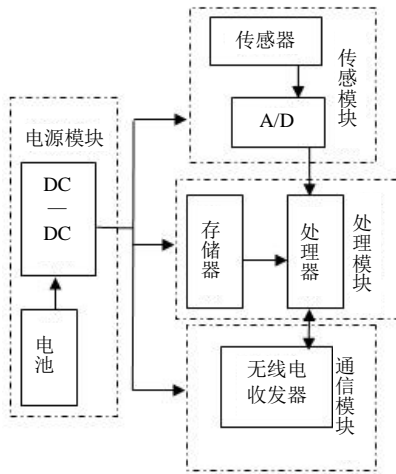 传感器
传感模块
A/D
电源模块
DC
—
DC
电池
存储器
处理器
处理模块
无线电
收发器
通信模块